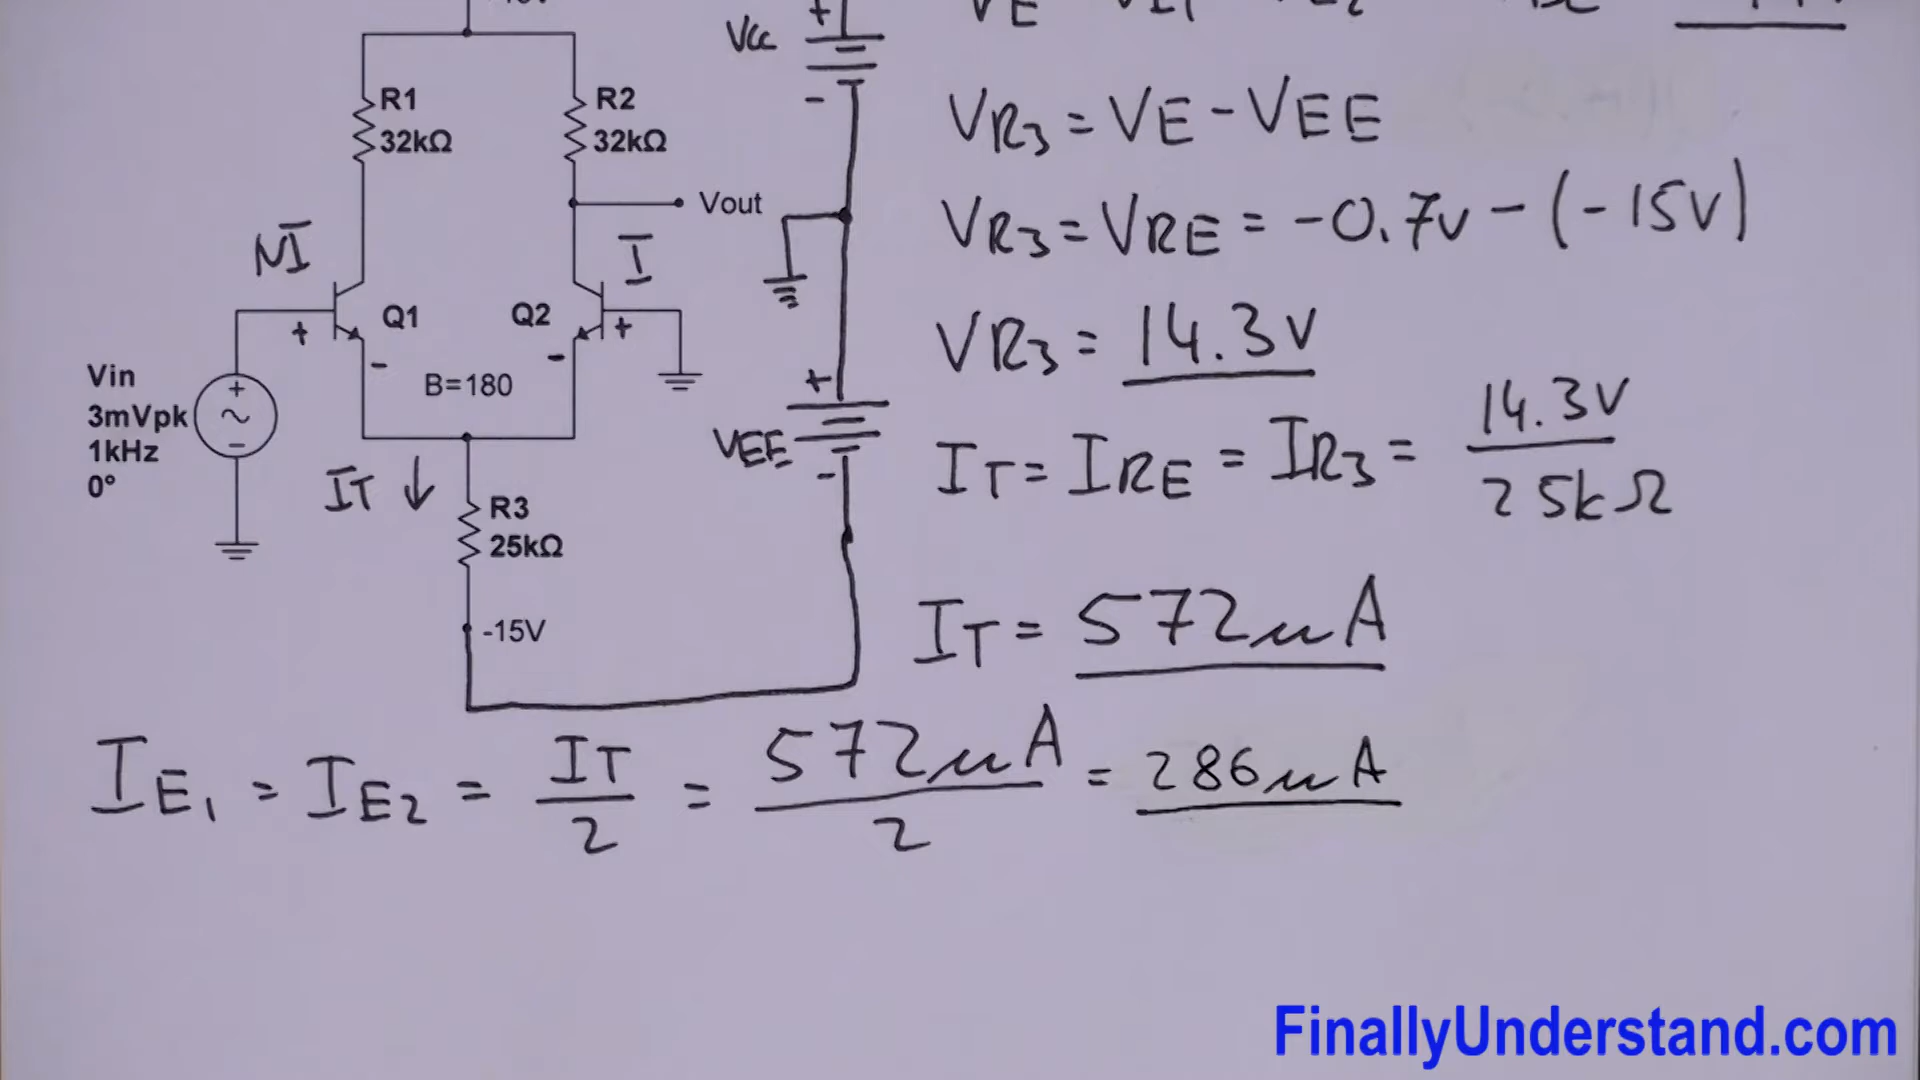 Vcc
R1
32kΩ
R2
32kΩ
Vout
VR3 = VE - VEE
VR3 = VRE = -0.7v - (-15V)
VR3 = 14.3V
NI
I
Q1
Q2
B=180
Vin
3mVpk
1kHz
0°
VEE
IT = IRE = IR3 = 14.3V / 25kΩ
IT ↓
R3
25kΩ
-15V
IT = 572uA
IE1 = IE2 = IT / 2 = 572uA / 2 = 286uA
FinallyUnderstand.com